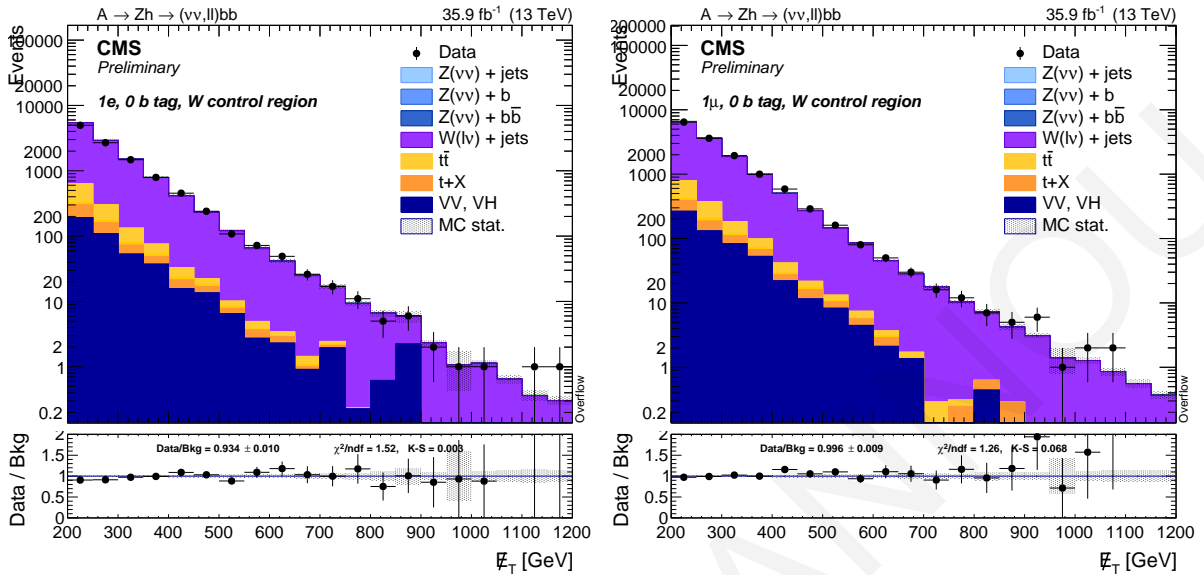 A → Zh → (νν,ll)bb 35.9 fb⁻¹ (13 TeV)
Events
CMS
Preliminary
1e, 0 b tag, W control region
Data
Z(νν) + jets
Z(νν) + b
Z(νν) + bb̅
W(lν) + jets
tt̅
t+X
VV, VH
MC stat.
100000
10000
2000
1000
200
100
20
10
2
1
0.2
Overflow
Data / Bkg
2
1.5
1
0.5
0
Data/Bkg = 0.934 ± 0.010 χ²/ndf = 1.52, K-S = 0.003
200 300 400 500 600 700 800 900 1000 1100 1200
E̸_T [GeV]
A → Zh → (νν,ll)bb 35.9 fb⁻¹ (13 TeV)
Events
CMS
Preliminary
1μ, 0 b tag, W control region
Data
Z(νν) + jets
Z(νν) + b
Z(νν) + bb̅
W(lν) + jets
tt̅
t+X
VV, VH
MC stat.
200000
100000
20000
10000
2000
1000
200
100
20
10
2
1
0.2
Overflow
Data / Bkg
2
1.5
1
0.5
0
Data/Bkg = 0.996 ± 0.009 χ²/ndf = 1.26, K-S = 0.068
200 300 400 500 600 700 800 900 1000 1100 1200
E̸_T [GeV]